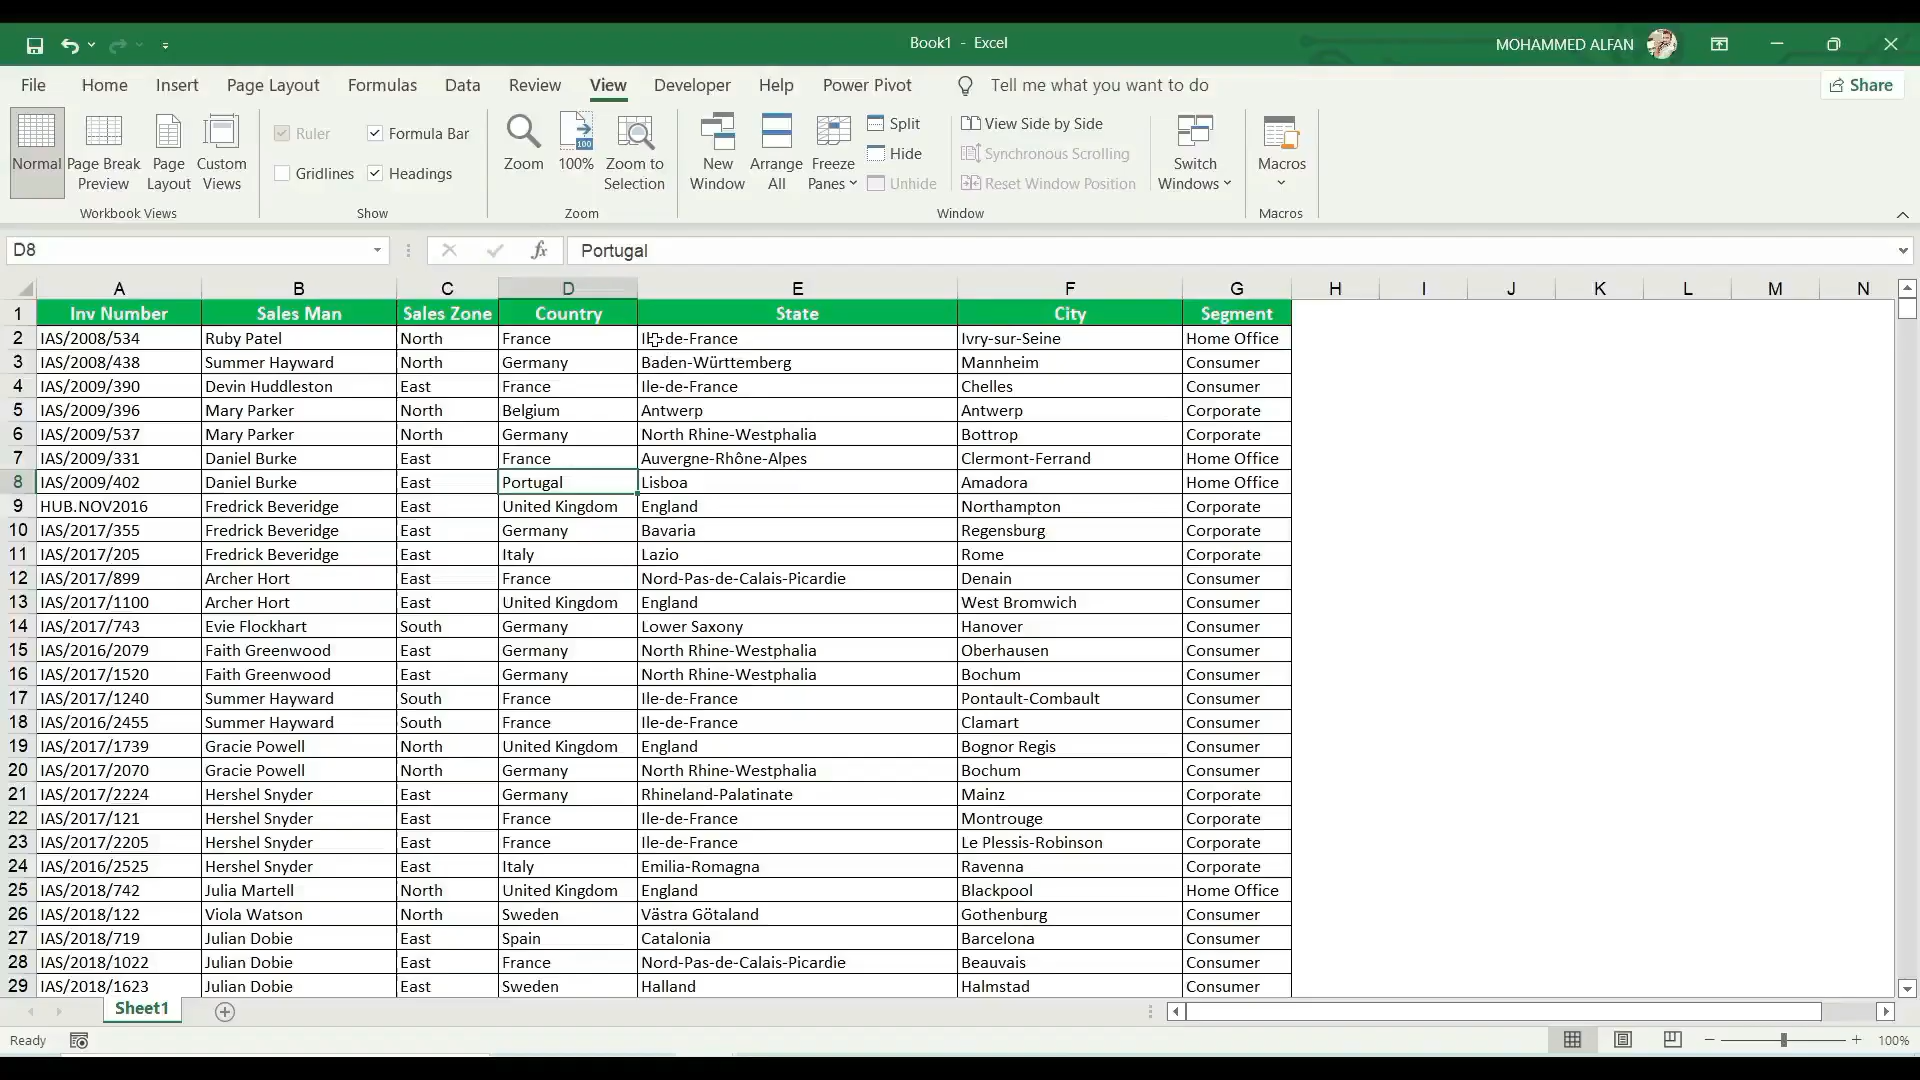 Book1 - Excel
MOHAMMED ALFAN
File Home Insert Page Layout Formulas Data Review View Developer Help Power Pivot Tell me what you want to do Share
Normal
Page Break Preview
Page Layout
Custom Views
Workbook Views
Ruler
Formula Bar
Gridlines
Headings
Show
Zoom
100
100%
Zoom to Selection
Zoom
New Window
Arrange All
Freeze Panes
Split
Hide
Unhide
View Side by Side
Synchronous Scrolling
Reset Window Position
Switch Windows
Window
Macros
Macros
D8 fx Portugal
A B C D E F G H I J K L M N
1 Inv Number Sales Man Sales Zone Country State City Segment
2 IAS/2008/534 Ruby Patel North France Ile-de-France Ivry-sur-Seine Home Office
3 IAS/2008/438 Summer Hayward North Germany Baden-Württemberg Mannheim Consumer
4 IAS/2009/390 Devin Huddleston East France Ile-de-France Chelles Consumer
5 IAS/2009/396 Mary Parker North Belgium Antwerp Antwerp Corporate
6 IAS/2009/537 Mary Parker North Germany North Rhine-Westphalia Bottrop Corporate
7 IAS/2009/331 Daniel Burke East France Auvergne-Rhône-Alpes Clermont-Ferrand Home Office
8 IAS/2009/402 Daniel Burke East Portugal Lisboa Amadora Home Office
9 HUB.NOV2016 Fredrick Beveridge East United Kingdom England Northampton Corporate
10 IAS/2017/355 Fredrick Beveridge East Germany Bavaria Regensburg Corporate
11 IAS/2017/205 Fredrick Beveridge East Italy Lazio Rome Corporate
12 IAS/2017/899 Archer Hort East France Nord-Pas-de-Calais-Picardie Denain Consumer
13 IAS/2017/1100 Archer Hort East United Kingdom England West Bromwich Consumer
14 IAS/2017/743 Evie Flockhart South Germany Lower Saxony Hanover Consumer
15 IAS/2016/2079 Faith Greenwood East Germany North Rhine-Westphalia Oberhausen Consumer
16 IAS/2017/1520 Faith Greenwood East Germany North Rhine-Westphalia Bochum Consumer
17 IAS/2017/1240 Summer Hayward South France Ile-de-France Pontault-Combault Consumer
18 IAS/2016/2455 Summer Hayward South France Ile-de-France Clamart Consumer
19 IAS/2017/1739 Gracie Powell North United Kingdom England Bognor Regis Consumer
20 IAS/2017/2070 Gracie Powell North Germany North Rhine-Westphalia Bochum Consumer
21 IAS/2017/2224 Hershel Snyder East Germany Rhineland-Palatinate Mainz Corporate
22 IAS/2017/121 Hershel Snyder East France Ile-de-France Montrouge Corporate
23 IAS/2017/2205 Hershel Snyder East France Ile-de-France Le Plessis-Robinson Corporate
24 IAS/2016/2525 Hershel Snyder East Italy Emilia-Romagna Ravenna Corporate
25 IAS/2018/742 Julia Martell North United Kingdom England Blackpool Home Office
26 IAS/2018/122 Viola Watson North Sweden Västra Götaland Gothenburg Consumer
27 IAS/2018/719 Julian Dobie East Spain Catalonia Barcelona Consumer
28 IAS/2018/1022 Julian Dobie East France Nord-Pas-de-Calais-Picardie Beauvais Consumer
29 IAS/2018/1623 Julian Dobie East Sweden Halland Halmstad Consumer
Sheet1
Ready 100%